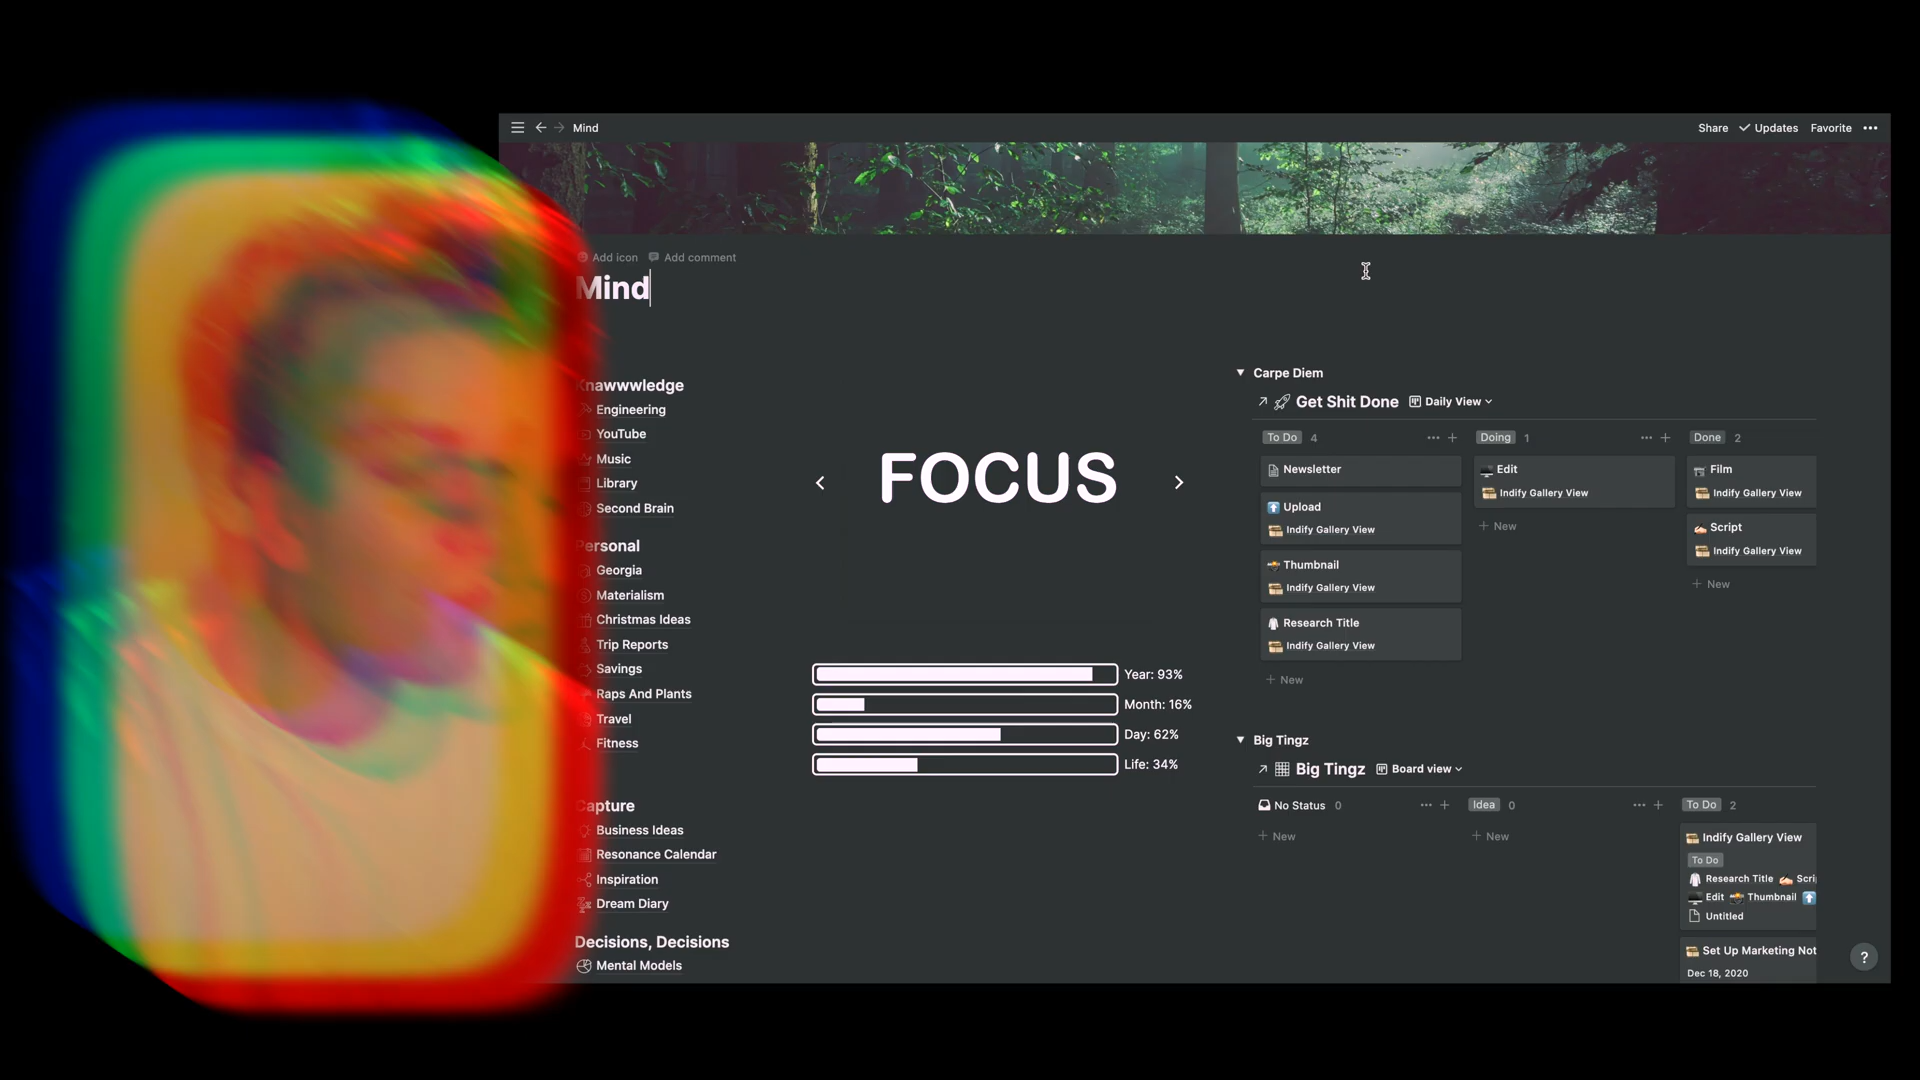 Mind
Share
Updates
Favorite
Add icon
Add comment
Mind
Knawwwledge
Engineering
YouTube
Music
Library
Second Brain
Personal
Georgia
Materialism
Christmas Ideas
Trip Reports
Savings
Raps And Plants
Travel
Fitness
Capture
Business Ideas
Resonance Calendar
Inspiration
Dream Diary
Decisions, Decisions
Mental Models
FOCUS
Year: 93%
Month: 16%
Day: 62%
Life: 34%
Carpe Diem
Get Shit Done
Daily View
To Do 4
Newsletter
Upload
Indify Gallery View
Thumbnail
Indify Gallery View
Research Title
Indify Gallery View
+ New
Doing 1
Edit
Indify Gallery View
+ New
Done 2
Film
Indify Gallery View
Script
Indify Gallery View
+ New
Big Tingz
Big Tingz
Board view
No Status 0
+ New
Idea 0
+ New
To Do 2
Indify Gallery View
To Do
Research Title Scri
Edit Thumbnail
Untitled
Set Up Marketing Not
Dec 18, 2020
?